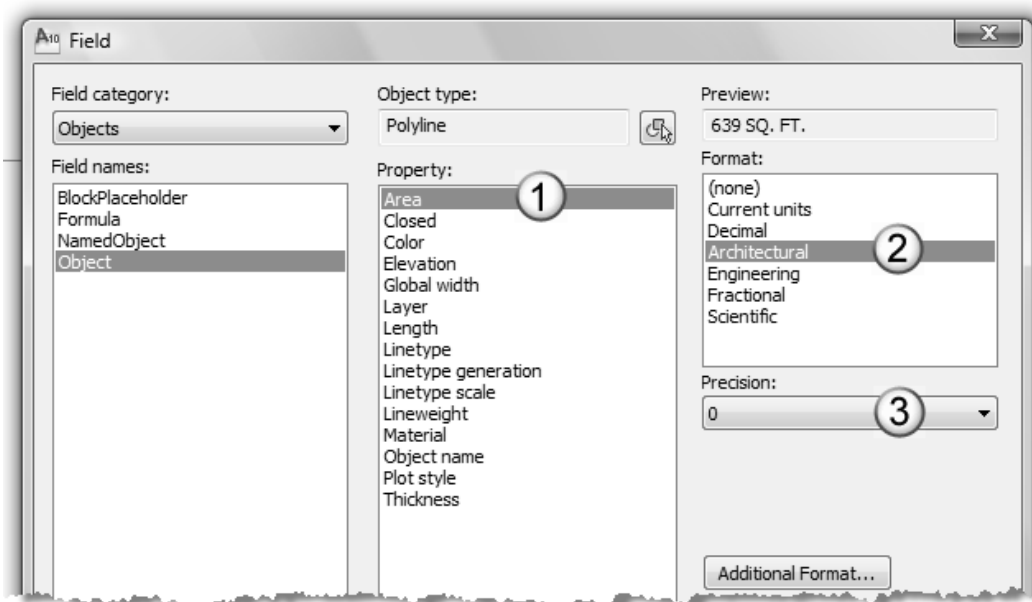 A10 Field
X
Field category:
Objects
Field names:
BlockPlaceholder
Formula
NamedObject
Object
Object type:
Polyline
Property:
Area
1
Closed
Color
Elevation
Global width
Layer
Length
Linetype
Linetype generation
Linetype scale
Lineweight
Material
Object name
Plot style
Thickness
Preview:
639 SQ. FT.
Format:
(none)
Current units
Decimal
Architectural
2
Engineering
Fractional
Scientific
Precision:
0
3
Additional Format...